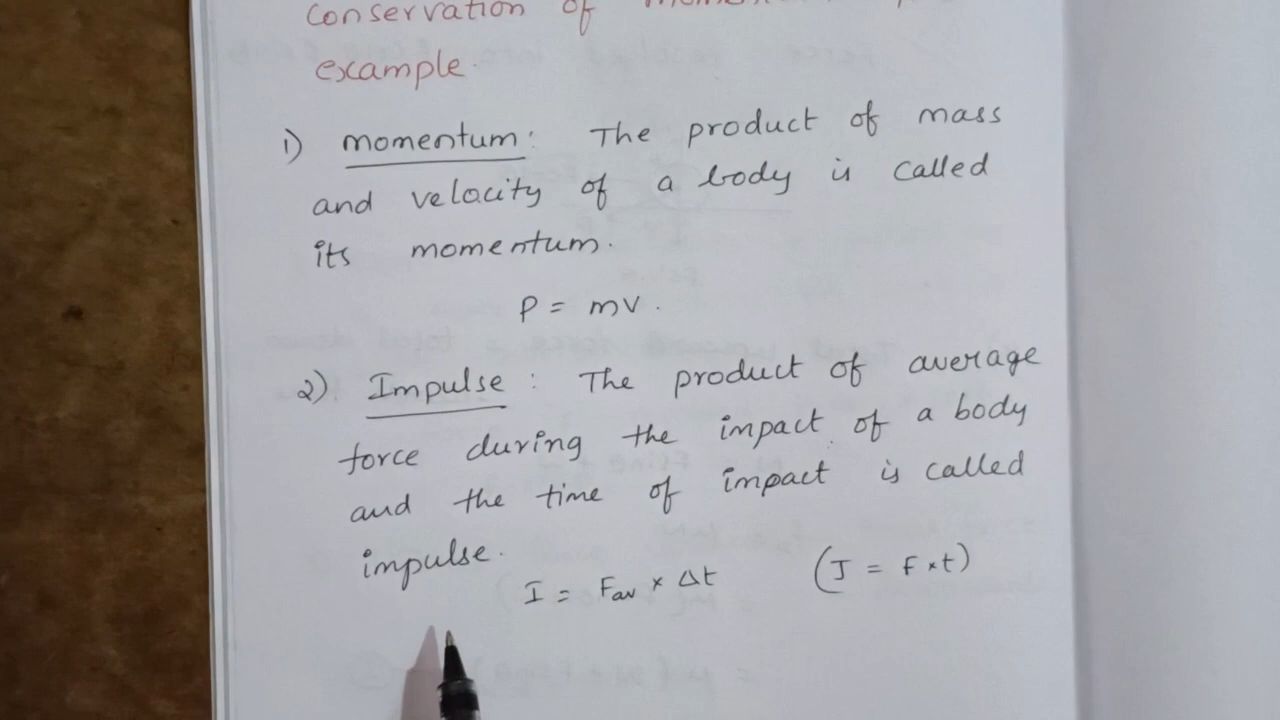 conservation of
example.
1) momentum: The product of mass
and velocity of a body is called
its momentum.
P = mv.
2) Impulse: The product of average
force during the impact of a body
and the time of impact is called
impulse.
I = Fav × Δt (J = F×t)